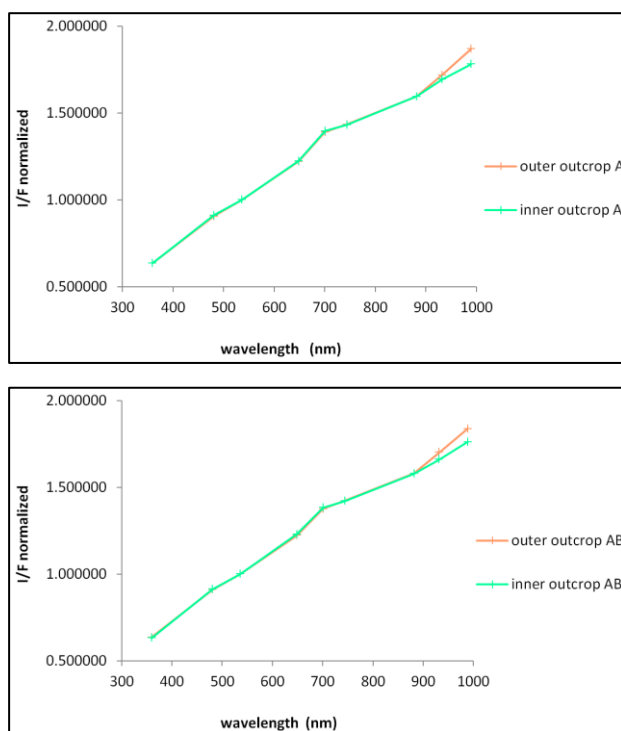 2.000000
1.500000
1.000000
0.500000
I/F normalized
300 400 500 600 700 800 900 1000
wavelength (nm)
outer outcrop A
inner outcrop A
2.000000
1.500000
1.000000
0.500000
I/F normalized
300 400 500 600 700 800 900 1000
wavelength (nm)
outer outcrop AB
inner outcrop AB